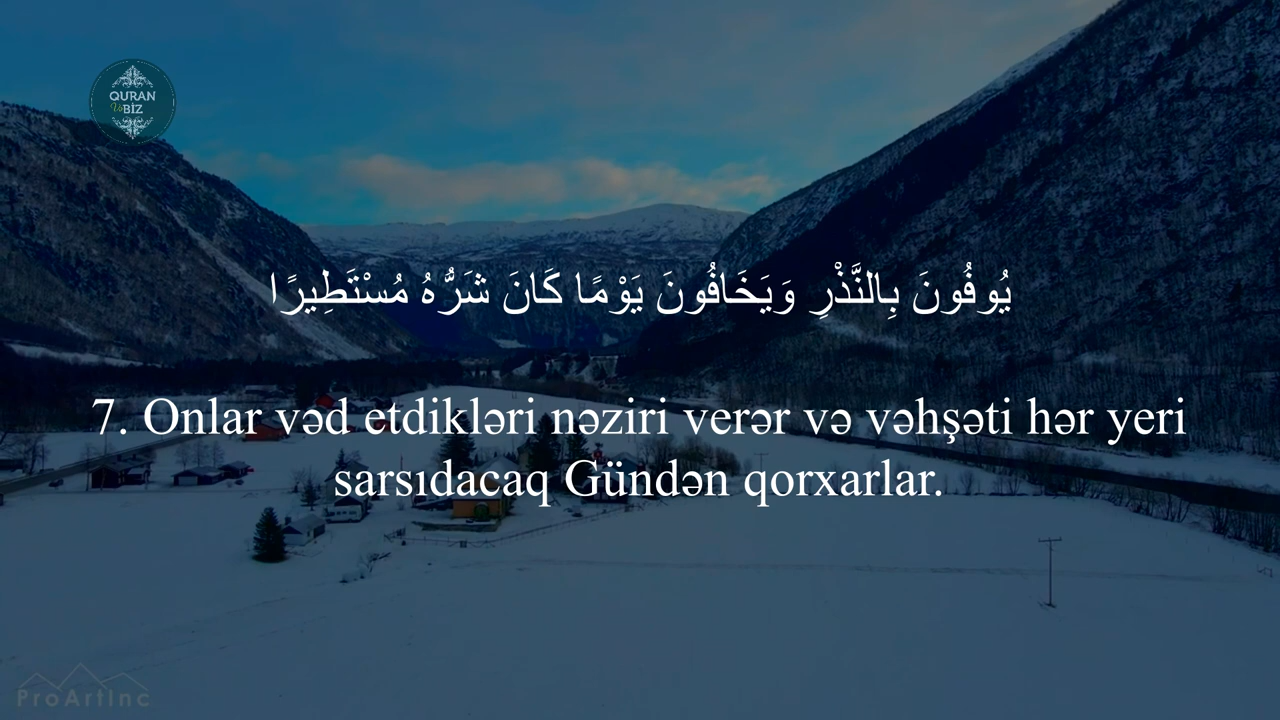 QURAN
Və
BİZ
يُوفُونَ بِالنَّذْرِ وَيَخَافُونَ يَوْمًا كَانَ شَرُّهُ مُسْتَطِيرًا
7. Onlar vəd etdikləri nəziri verər və vəhşəti hər yeri
sarsıdacaq Gündən qorxarlar.
ProArtInc